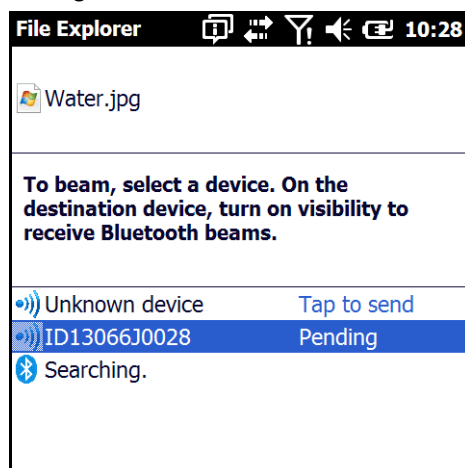 File Explorer 10:28
Water.jpg
To beam, select a device. On the
destination device, turn on visibility to
receive Bluetooth beams.
Unknown device Tap to send
ID13066J0028 Pending
Searching.